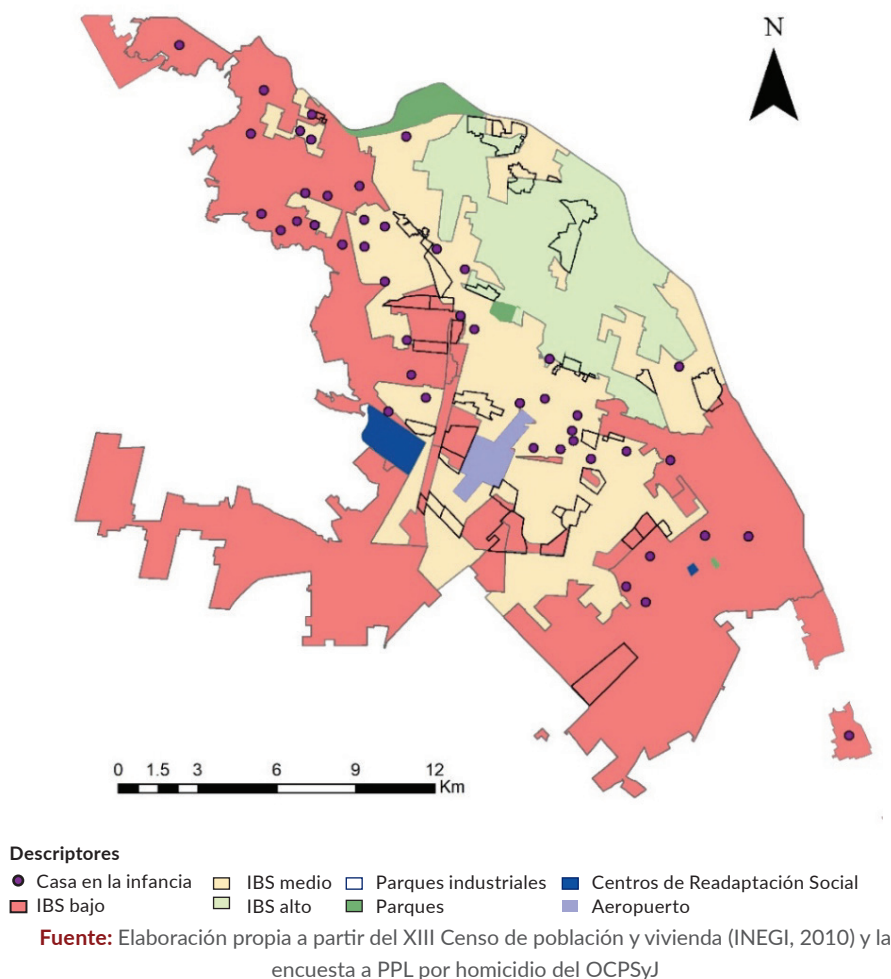 N
0 1.5 3 6 9 12
Km
Descriptores
Casa en la infancia IBS medio Parques industriales Centros de Readaptación Social
IBS bajo IBS alto Parques Aeropuerto
Fuente: Elaboración propia a partir del XIII Censo de población y vivienda (INEGI, 2010) y la
encuesta a PPL por homicidio del OCPSyJ